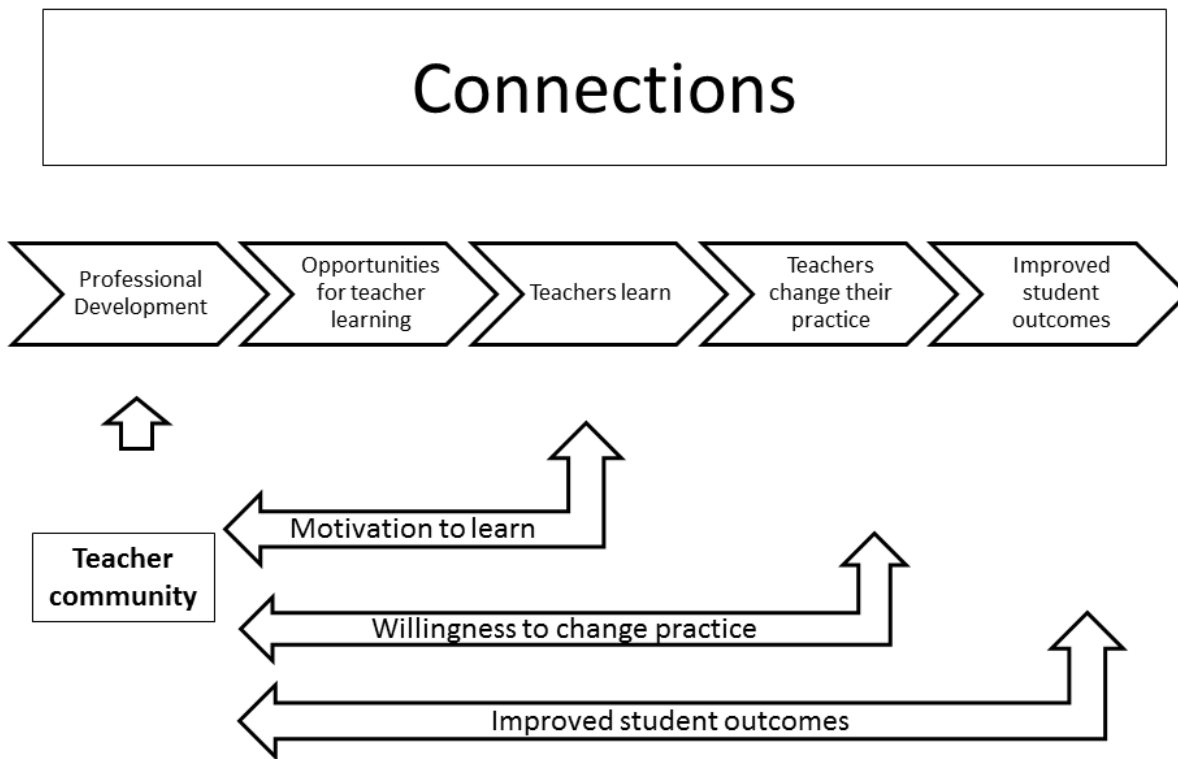 Connections
Professional
Development
Opportunities
for teacher
learning
Teachers learn
Teachers
change their
practice
Improved
student
outcomes
Motivation to learn
Teacher
community
Willingness to change practice
Improved student outcomes